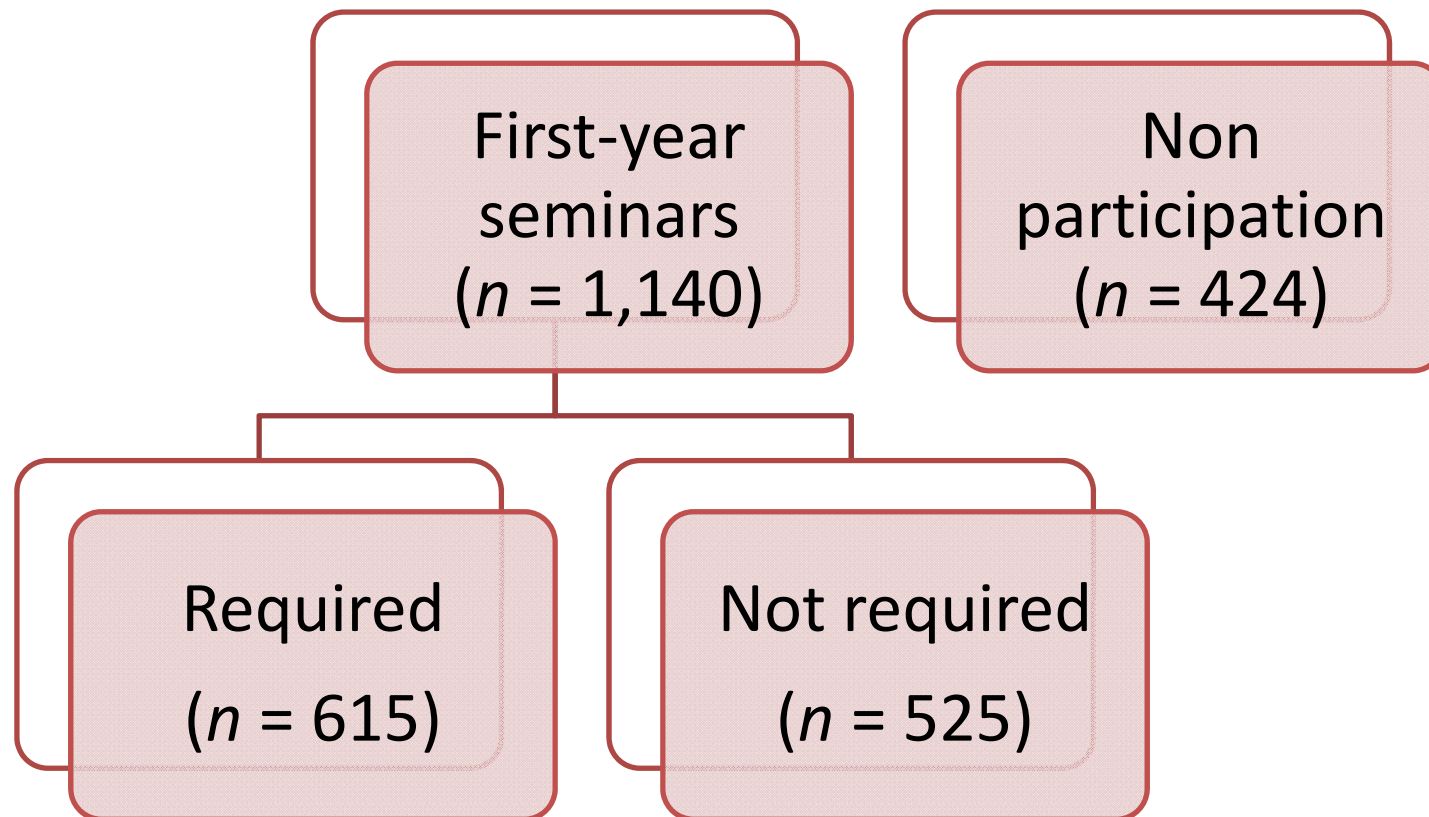 First-year
seminars
(n = 1,140)
Non
participation
(n = 424)
Required
(n = 615)
Not required
(n = 525)